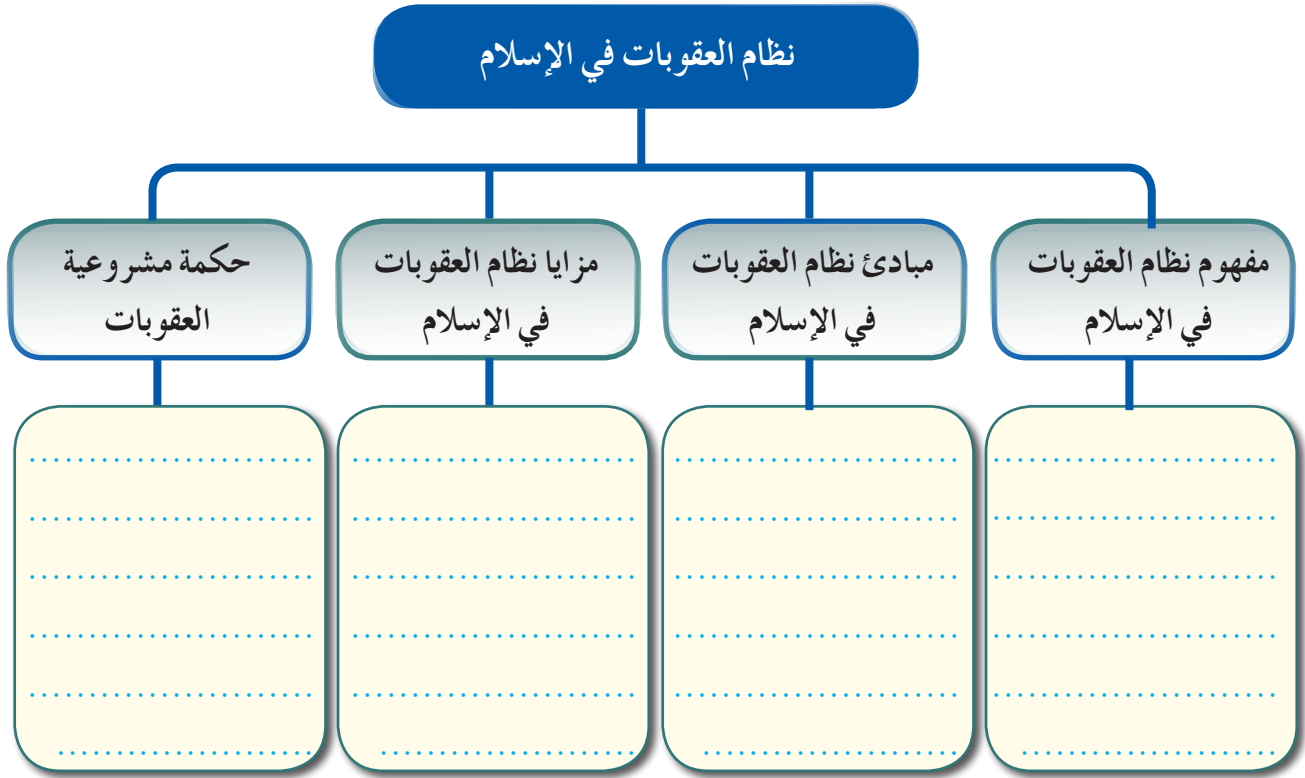 نظام العقوبات في الإسلام
مفهوم نظام العقوبات
في الإسلام
مبادئ نظام العقوبات
في الإسلام
مزايا نظام العقوبات
في الإسلام
حكمة مشروعية
العقوبات